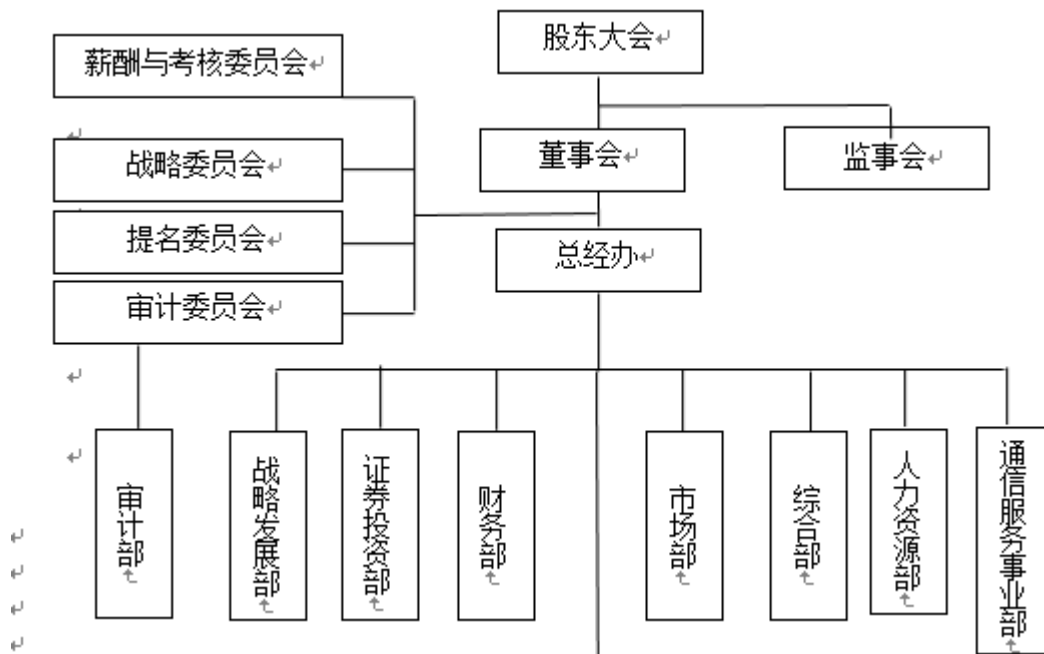 股东大会
薪酬与考核委员会
董事会
监事会
战略委员会
提名委员会
总经办
审计委员会
审计部
战略发展部
证券投资部
财务部
市场部
综合部
人力资源部
通信服务事业部